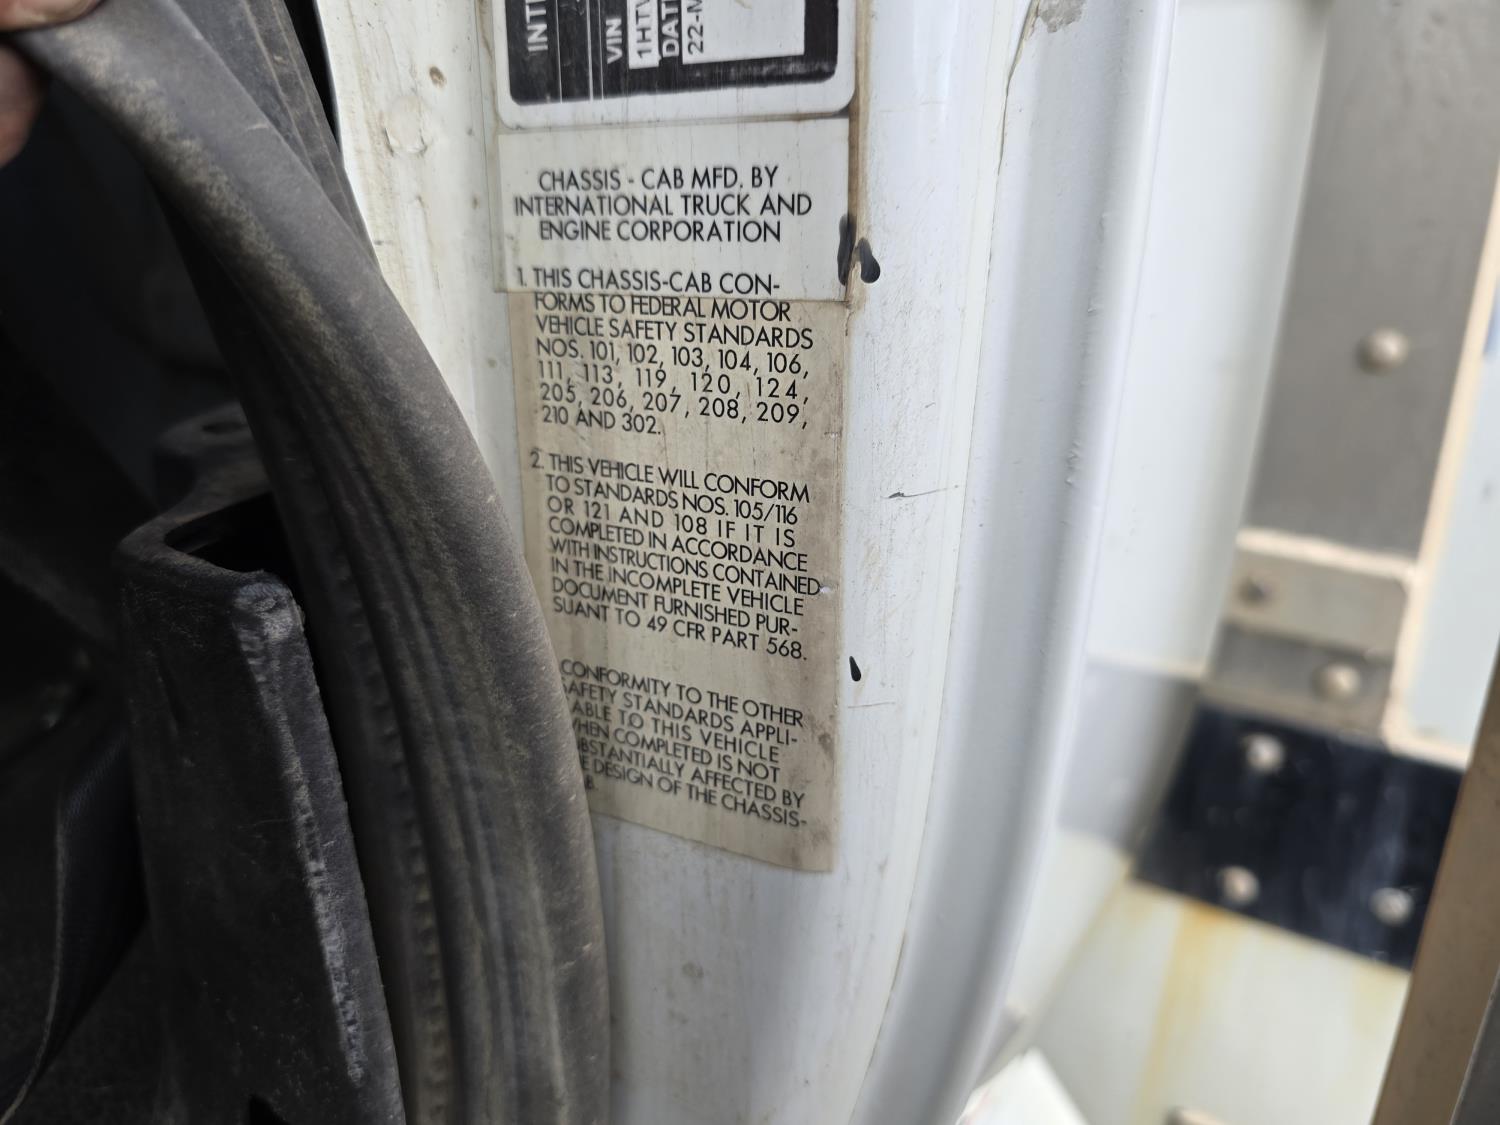 VIN
1HTV
22-M
CHASSIS - CAB MFD. BY
INTERNATIONAL TRUCK AND
ENGINE CORPORATION
1. THIS CHASSIS-CAB CON-
FORMS TO FEDERAL MOTOR
VEHICLE SAFETY STANDARDS
NOS. 101, 102, 103, 104, 106,
111, 113, 119, 120, 124,
205, 206, 207, 208, 209,
210 AND 302.
2. THIS VEHICLE WILL CONFORM
TO STANDARDS NOS. 105/116
OR 121 AND 108 IF IT IS
COMPLETED IN ACCORDANCE
WITH INSTRUCTIONS CONTAINED
IN THE INCOMPLETE VEHICLE
DOCUMENT FURNISHED PUR-
SUANT TO 49 CFR PART 568.
CONFORMITY TO THE OTHER
SAFETY STANDARDS APPLI-
ABLE TO THIS VEHICLE
WHEN COMPLETED IS NOT
BSTANTIALLY AFFECTED BY
E DESIGN OF THE CHASSIS-
B.